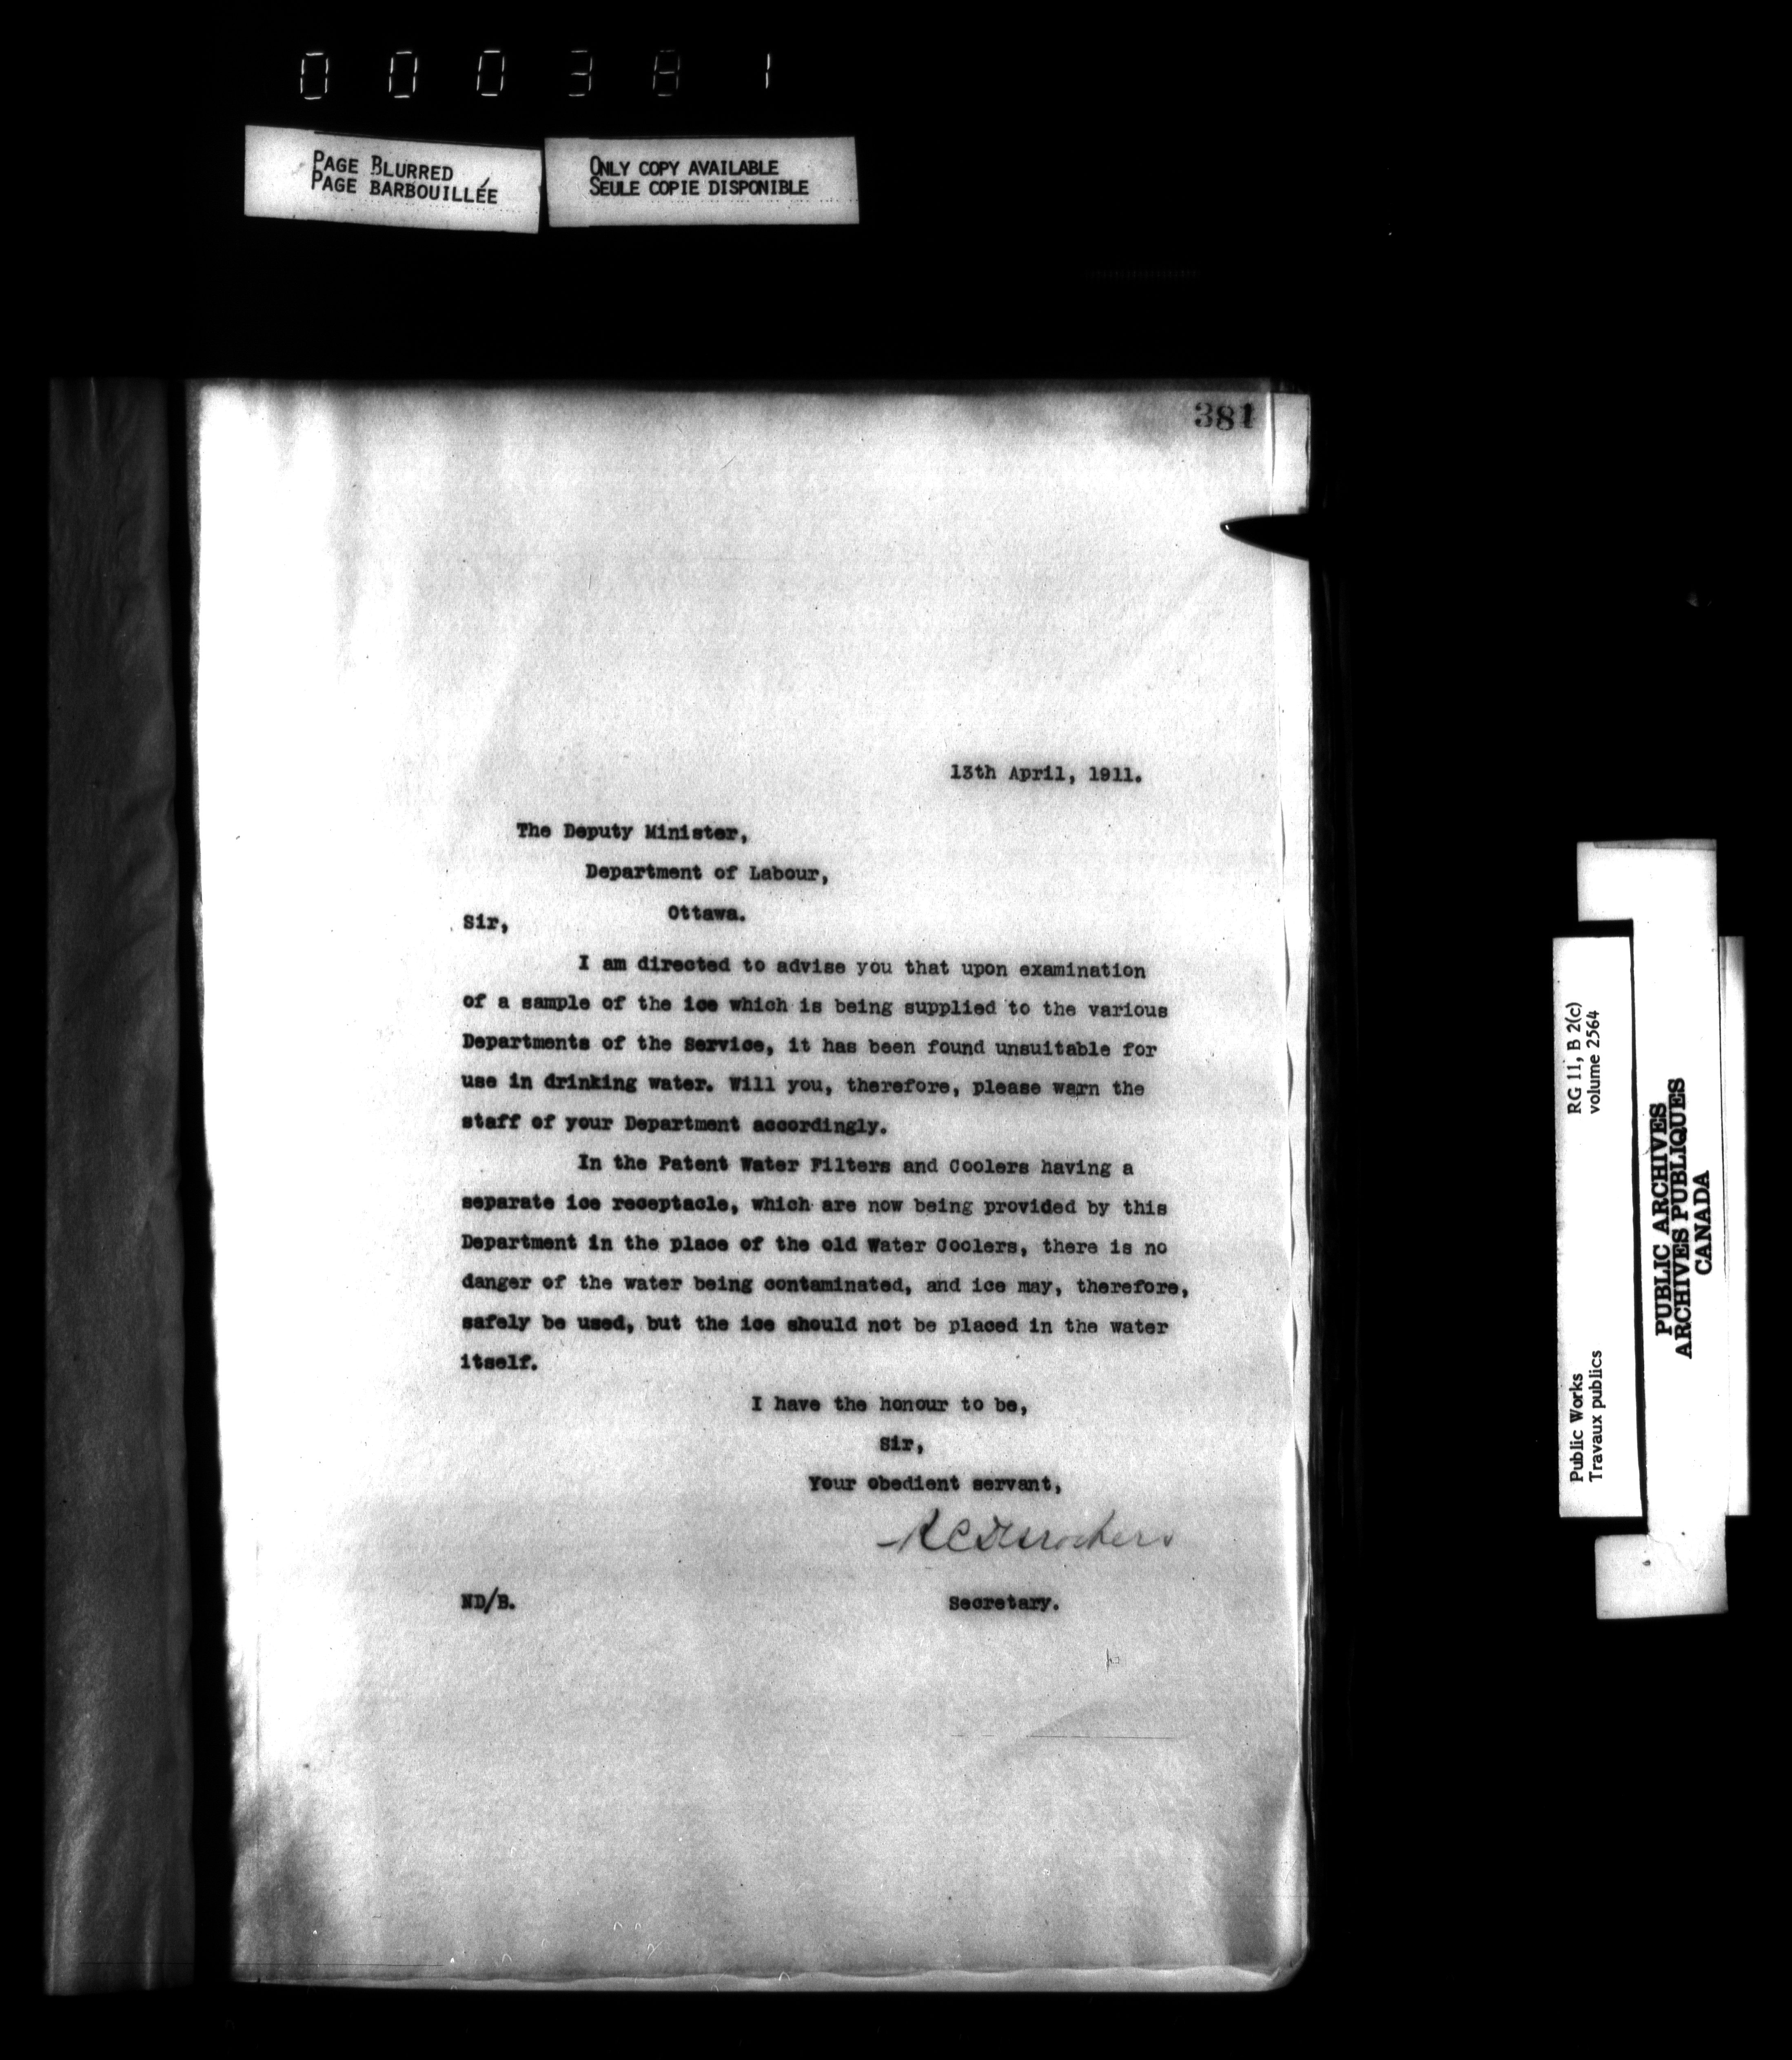 000381
PAGE BLURRED
PAGE BARBOUILLÉE
ONLY COPY AVAILABLE
SEULE COPIE DISPONIBLE
381
13th April, 1911.
The Deputy Minister,
Department of Labour,
Ottawa.
Sir,
I am directed to advise you that upon examination
of a sample of the ice which is being supplied to the various
Departments of the Service, it has been found unsuitable for
use in drinking water. Will you, therefore, please warn the
staff of your Department accordingly.
In the Patent Water Filters and Coolers having a
separate ice receptacle, which are now being provided by this
Department in the place of the old Water Coolers, there is no
danger of the water being contaminated, and ice may, therefore,
safely be used, but the ice should not be placed in the water
itself.
I have the honour to be,
Sir,
Your obedient servant,
RC Desrochers
ND/B.
Secretary.
Public Works
Travaux publics
RG 11, B 2(c)
volume 2564
PUBLIC ARCHIVES
ARCHIVES PUBLIQUES
CANADA